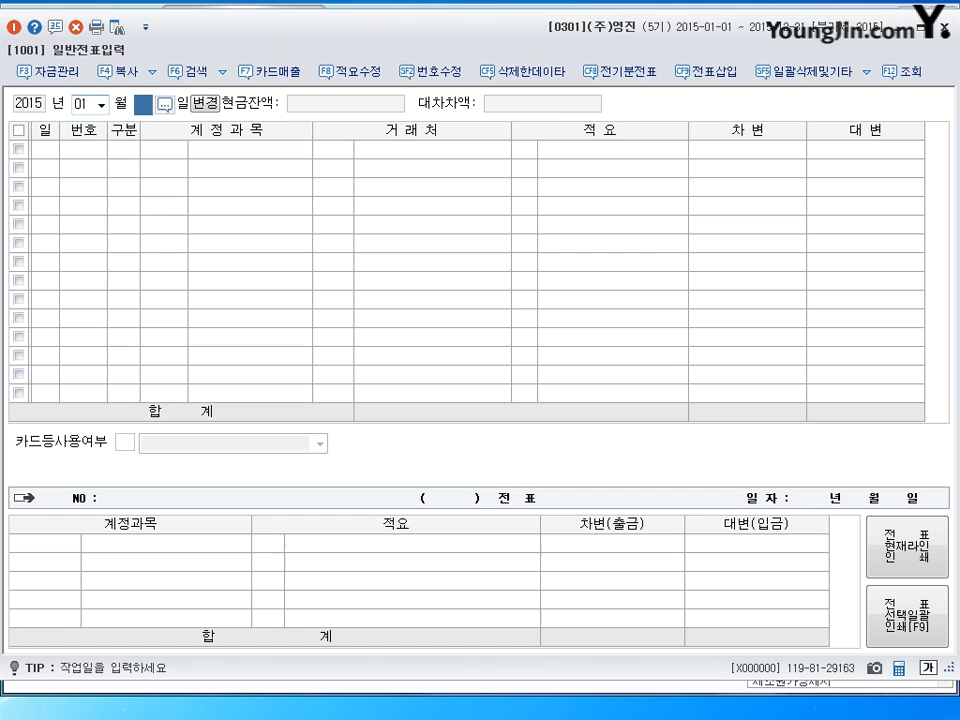 [0301](주)영진 (5기) 2015-01-01 ~ 2015-12-31 [부가세 2015]
YoungJin.com Y.
[1001] 일반전표입력
F3 자금관리 F4 복사 F6 검색 F7 카드매출 F8 적요수정 SF2 번호수정 CF5 삭제한데이타 CF8 전기분전표 CF9 전표삽입 SF5 일괄삭제및기타 F12 조회
2015 년 01 월 일 변경 현금잔액: 대차차액:
일 번호 구분 계정과목 거래처 적요 차변 대변
합 계
카드등사용여부
NO : ( ) 전 표 일 자 : 년 월 일
계정과목 적요 차변(출금) 대변(입금)
전 표
현재라인
인 쇄
전 표
선택일괄
인쇄[F9]
합 계
TIP : 작업일을 입력하세요 [X000000] 119-81-29163 가